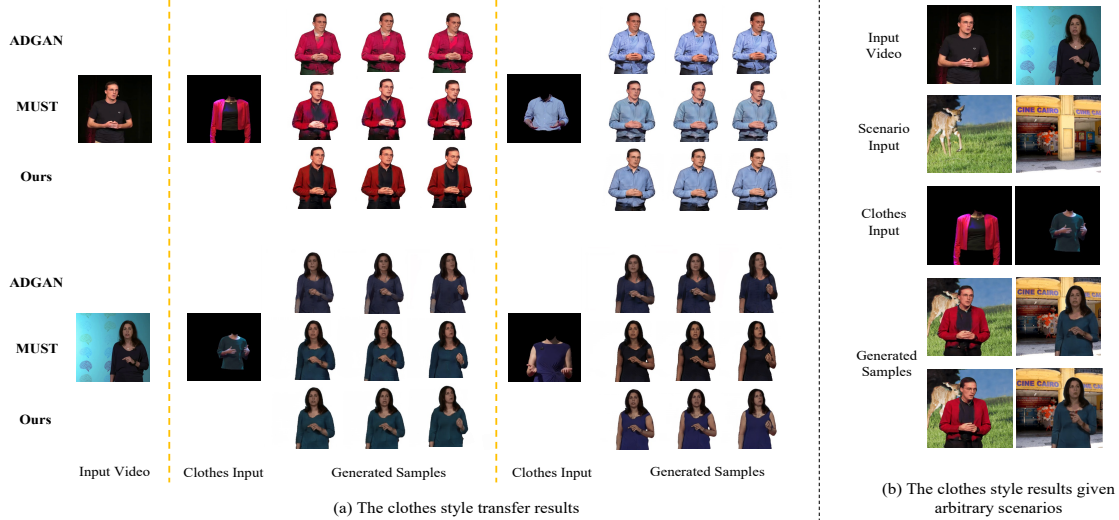 ADGAN
MUST
Ours
ADGAN
MUST
Ours
Input Video
Clothes Input
Generated Samples
Clothes Input
Generated Samples
(a) The clothes style transfer results
Input
Video
Scenario
Input
CINE CAIRO
Clothes
Input
Generated
Samples
CINE CAIRO
CINE CAIRO
(b) The clothes style results given
arbitrary scenarios